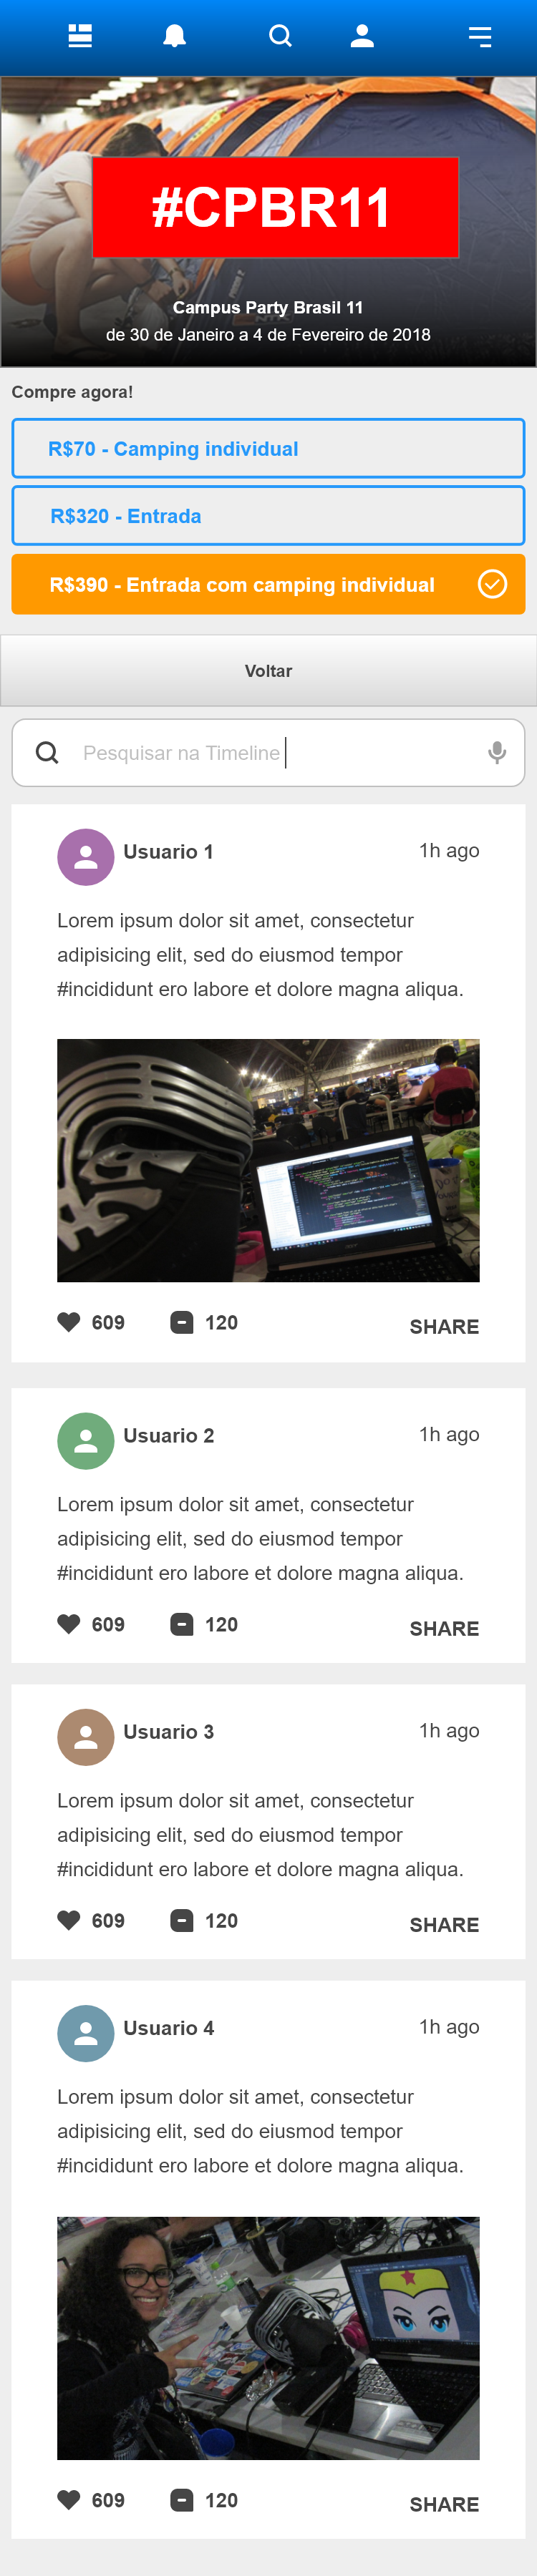 #CPBR11
Campus Party Brasil 11
de 30 de Janeiro a 4 de Fevereiro de 2018
Compre agora!
R$70 - Camping individual
R$320 - Entrada
R$390 - Entrada com camping individual
Voltar
Pesquisar na Timeline
Usuario 1
1h ago
Lorem ipsum dolor sit amet, consectetur
adipisicing elit, sed do eiusmod tempor
#incididunt ero labore et dolore magna aliqua.
609
120
SHARE
Usuario 2
1h ago
Lorem ipsum dolor sit amet, consectetur
adipisicing elit, sed do eiusmod tempor
#incididunt ero labore et dolore magna aliqua.
609
120
SHARE
Usuario 3
1h ago
Lorem ipsum dolor sit amet, consectetur
adipisicing elit, sed do eiusmod tempor
#incididunt ero labore et dolore magna aliqua.
609
120
SHARE
Usuario 4
1h ago
Lorem ipsum dolor sit amet, consectetur
adipisicing elit, sed do eiusmod tempor
#incididunt ero labore et dolore magna aliqua.
609
120
SHARE